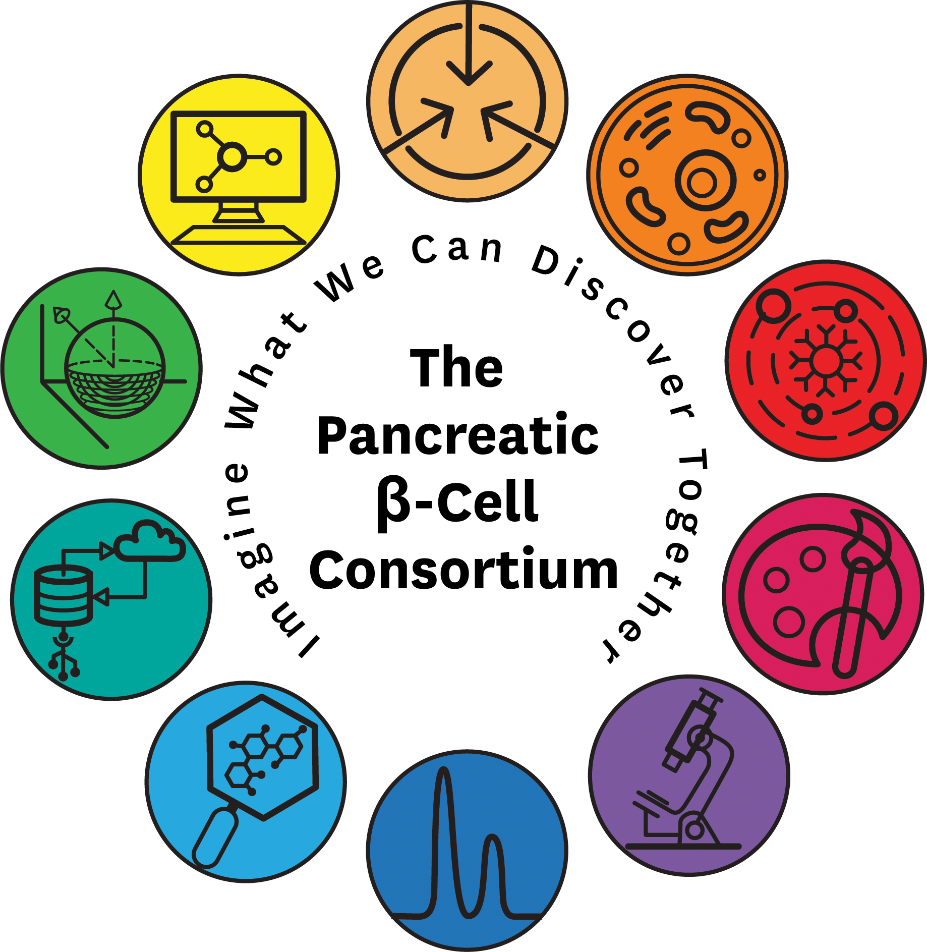 Imagine What We Can Discover Together
The
Pancreatic
β-Cell
Consortium